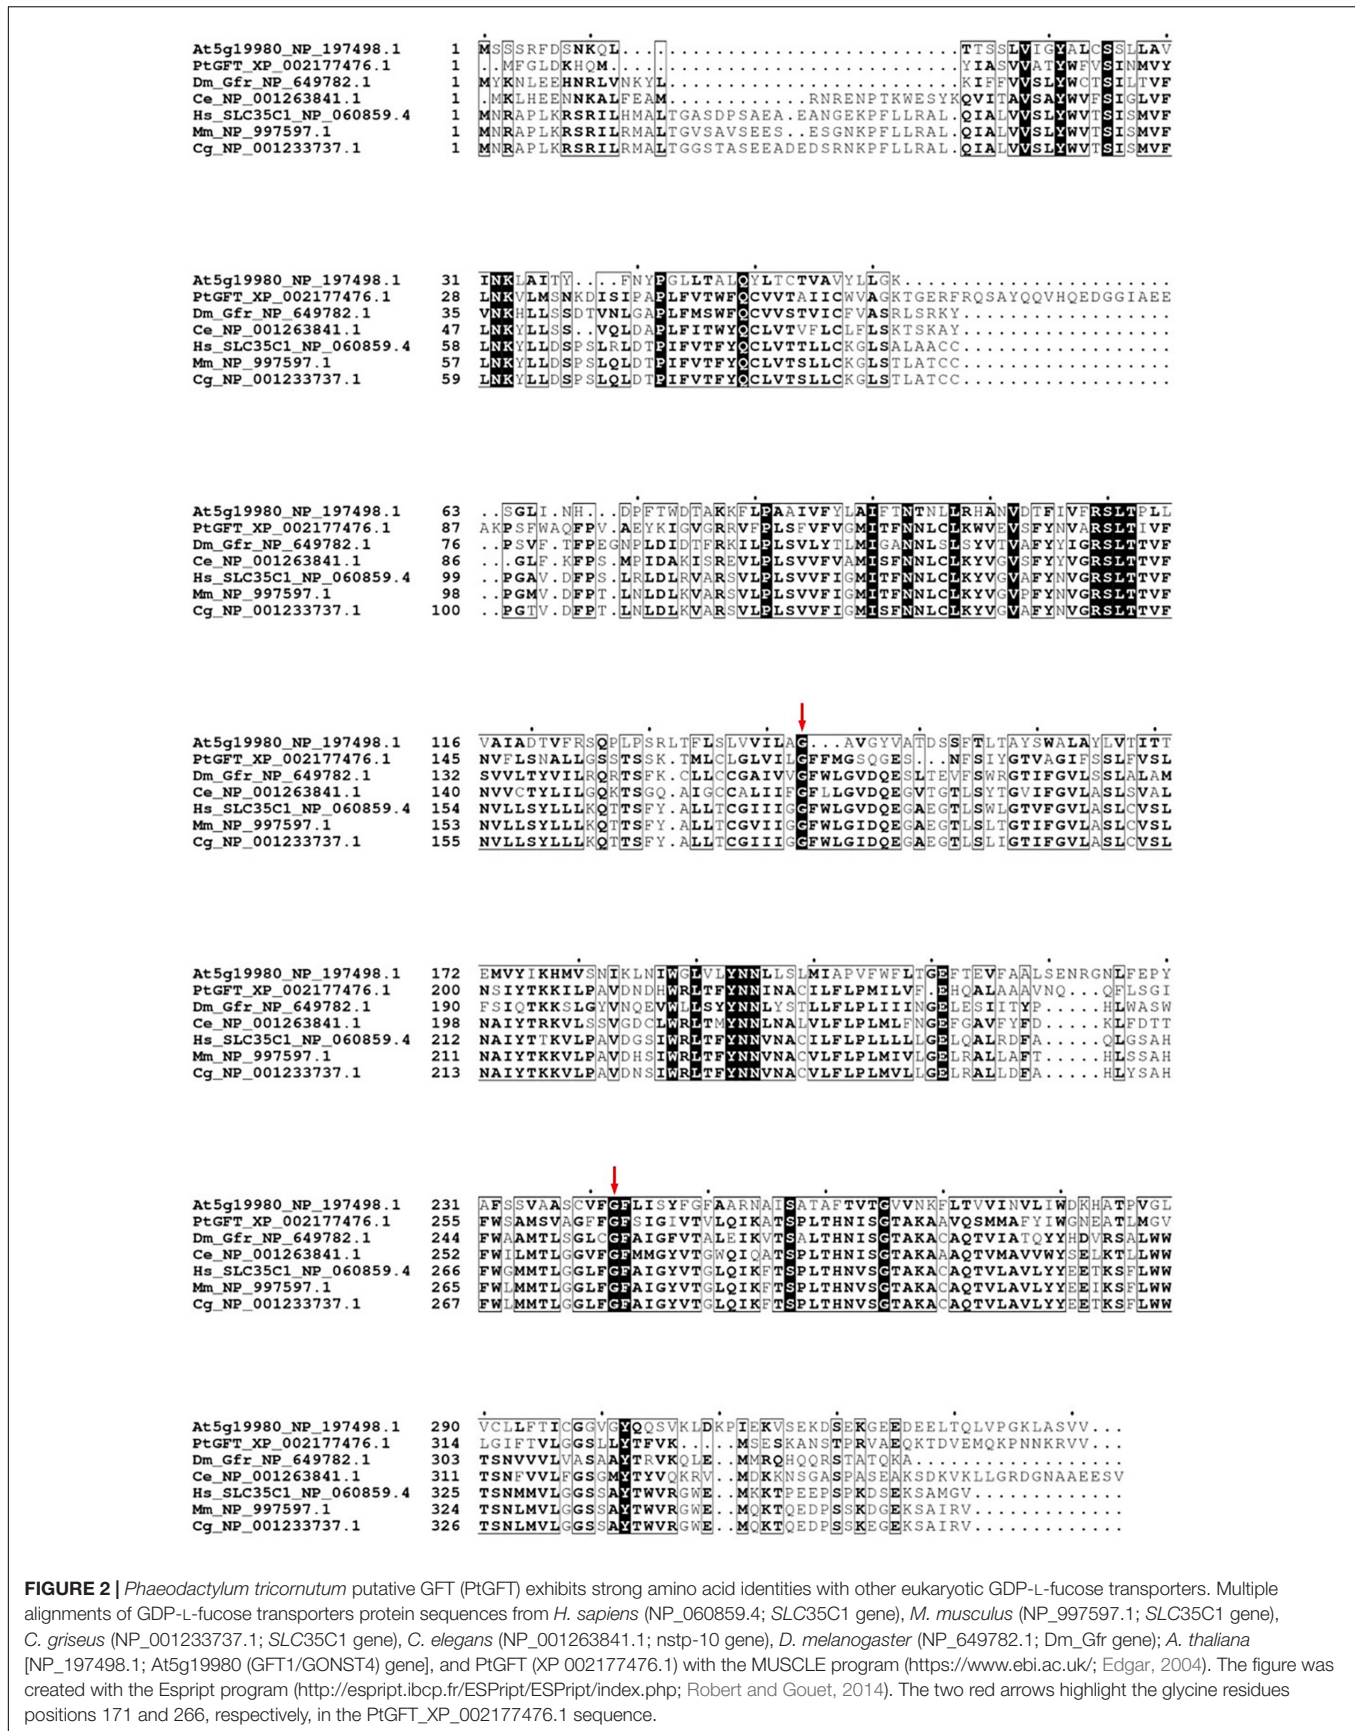 At5g19980_NP_197498.1 1 MSSSRFDSNKQL...................................TTSSLVIGYALCSSLLAV
PtGFT_XP_002177476.1 1 ..MFGLDKHQM..............................YIASVVATYWFVSINMVF
Dm_Gfr_NP_649782.1 1 MYKNLEEHNRLVNKYL.........................KIFFVVSLYWCTSILTVF
Ce_NP_001263841.1 1 .MKLHEENNKALFEAM............RNRENPTKWESYKQVITAVSAYWVFSIGLVF
Hs_SLC35C1_NP_060859.4 1 MNRAPLKRSRILHMALTGASDPSAEA.EANGEKPFLLRAL.QIALVVSLYWVTSISMVF
Mm_NP_997597.1 1 MNRAPLKRSRILRMALTGVSAVSEES..ESGNKPFLLRAL.QIALVVSLYWVTSISMVF
Cg_NP_001233737.1 1 MNRAPLKRSRILRMALTGGSTASEEADEDSRNKPFLLRAL.QIALVVSLYWVTSISMVF
At5g19980_NP_197498.1 31 INKLAITY...FNYPGLLTALQYLTCTVAVYLLGK.......................
PtGFT_XP_002177476.1 28 LNKVLMSNKDISIPAPLFVTWFQCVVTAIICWVAGKTGERFRQSAYQQVHQEDGGIAEE
Dm_Gfr_NP_649782.1 35 VNKHLLSSDTVNLGAPLFMSWFQCVVSTVICFVASRLSRKY..................
Ce_NP_001263841.1 47 LNKYLLSS..VQLDAPLFITWYQCLVTVFLCLFLSKTSKAY..................
Hs_SLC35C1_NP_060859.4 58 LNKYLLDSPSLRLDTPIFVTFYQCLVTTLLCKGLSALAACC..................
Mm_NP_997597.1 57 LNKYLLDSPSLQLDTPIFVTFYQCLVTSLLCKGLSTLATCC..................
Cg_NP_001233737.1 59 LNKYLLDSPSLQLDTPIFVTFYQCLVTSLLCKGLSTLATCC..................
At5g19980_NP_197498.1 63 ..SGLI.NH..DPFTWDTAKKFLPAAIVFYLAIFTNTNLLRHANVDTFIVFRSLTPLL
PtGFT_XP_002177476.1 87 AKPSFWAQFPV.AEYKIGVGRRVFPLSFVFVGMITFNNLCLKWVEVSFYNVARSLTIVF
Dm_Gfr_NP_649782.1 76 ..PSVF.TFPEGNPLDIDTFRKILPLSVLYTLMIGANNLSLSYVTVAFYYIGRSLTTVF
Ce_NP_001263841.1 86 ..GLF.KFPS.MPIDAKISREVLPLSVVFVAMISFNNLCLKYVGVSFYYVGRSLTTVF
Hs_SLC35C1_NP_060859.4 99 ..PGAV.DFPS.LRLDLRVARSVLPLSVVFIGMITFNNLCLKYVGVAFYNVGRSLTTVF
Mm_NP_997597.1 98 ..PGMV.DFPT.LNLDLKVARSVLPLSVVFIGMITFNNLCLKYVGVPFYNVGRSLTTVF
Cg_NP_001233737.1 100 ..PGTV.DFPT.LNLDLKVARSVLPLSVVFIGMISFNNLCLKYVGVAFYNVGRSLTTVF
At5g19980_NP_197498.1 116 VAIADTVFRSQPLPSRLTFLSLVVILAG...AVGYVATDSSFTLTAYSWALAYLVTITT
PtGFT_XP_002177476.1 145 NVFLSNALLGSSTSSK.TMLCLGLVILGFFMGSQGES...NFSIYGTVAGIFSSLFVSL
Dm_Gfr_NP_649782.1 132 SVVLTYVILRQRTSFK.CLLCCGAIVVGFWLGVDQESLTEVFSWRGTIFGVLSSLALAM
Ce_NP_001263841.1 140 NVVCTYLILGQKTSGQ.AIGCCALIIFGFLLGVDQEGVTGTLSYTGVIFGVLASLSVAL
Hs_SLC35C1_NP_060859.4 154 NVLLSYLLLKQTTSFY.ALLTCGIIIGGFWLGVDQEGAEGTLSWLGTVFGVLASLCVSL
Mm_NP_997597.1 153 NVLLSYLLLKQTTSFY.ALLTCGVIIGGFWLGIDQEGAEGTLSLTGTIFGVLASLCVSL
Cg_NP_001233737.1 155 NVLLSYLLLKQTTSFY.ALLTCGIIIGGFWLGIDQEGAEGTLSLIGTIFGVLASLCVSL
At5g19980_NP_197498.1 172 EMVYIKHMVSNIKLNIWGLVLYNNLLSLMIAPVFWFLTGEFTEVFAALSENRGNLFEPY
PtGFT_XP_002177476.1 200 NSIYTKKILPAVDNDHWRLTFYNNINACILFLPMILVF.EHQALAAAVNQ...QFLSGI
Dm_Gfr_NP_649782.1 190 FSIQTKKSLGYVNQEVWLLSYYNNLYSTLLFLPLIIINGELESIITYP.....HLWASW
Ce_NP_001263841.1 198 NAIYTRKVLSSVGDCLWRLTMYNNLNALVLFLPLMLFNGEFGAVFYFD.....KLFDTT
Hs_SLC35C1_NP_060859.4 212 NAIYTTKVLPAVDGSIWRLTFYNNVNACILFLPLLLLLGELQALRDFA.....QLGSAH
Mm_NP_997597.1 211 NAIYTKKVLPAVDHSIWRLTFYNNVNACVLFLPLMIVLGELRALLAFT.....HLSSAH
Cg_NP_001233737.1 213 NAIYTKKVLPAVDNSIWRLTFYNNVNACVLFLPLMVLLGELRALLDFA.....HLYSAH
At5g19980_NP_197498.1 231 AFSSVAASCVFGFLISYFGFAARNAISATAFTVTGVVNKFLTVVINVLIWDKHATPVGL
PtGFT_XP_002177476.1 255 FWSAMSVAGFFGFSIGIVTVLQIKATSPLTHNISGTAKAAVQSMMAFYIWGNEATLMGV
Dm_Gfr_NP_649782.1 244 FWAAMTLSGLCGFAIGFVTALEIKVTSALTHNISGTAKACAQTVIATQYYHDVRSALWW
Ce_NP_001263841.1 252 FWILMTLGGVFGFMMGYVTGWQIQATSPLTHNISGTAKAAAQTVMAVVWYSELKTLLWW
Hs_SLC35C1_NP_060859.4 266 FWGMMTLGGLFGFAIGYVTGLQIKFTSPLTHNVSGTAKACAQTVLAVLYYEETKSFLWW
Mm_NP_997597.1 265 FWLMMTLGGLFGFAIGYVTGLQIKFTSPLTHNVSGTAKACAQTVLAVLYYEEIKSFLWW
Cg_NP_001233737.1 267 FWLMMTLGGLFGFAIGYVTGLQIKFTSPLTHNVSGTAKACAQTVLAVLYYEETKSFLWW
At5g19980_NP_197498.1 290 VCLLFTICGGVGYQQSVKLDKPIEKVSEKDSEKGEEDEELTQLVPGKLASVV...
PtGFT_XP_002177476.1 314 LGIFTVLGGSLLYTFVK.....MSESKANSTPRVAEQKTDVEMQKPNNKRVV...
Dm_Gfr_NP_649782.1 303 TSNVVVLVASAAYTRVKQLE..MMRQHQQRSTATQKA..................
Ce_NP_001263841.1 311 TSNFVVLFGSGMYTYVQKRV..MDKKNSGASPASEAKSDKVKLLGRDGNAAEESV
Hs_SLC35C1_NP_060859.4 325 TSNMMVLGGSSAYTWVRGWE..MKKTPEEPSPKDSEKSAMGV.............
Mm_NP_997597.1 324 TSNLMVLGGSSAYTWVRGWE..MQKTQEDPSSKDGEKSAIRV.............
Cg_NP_001233737.1 326 TSNLMVLGGSSAYTWVRGWE..MQKTQEDPSSKEGEKSAIRV.............
FIGURE 2 | Phaeodactylum tricornutum putative GFT (PtGFT) exhibits strong amino acid identities with other eukaryotic GDP-L-fucose transporters. Multiple
alignments of GDP-L-fucose transporters protein sequences from H. sapiens (NP_060859.4; SLC35C1 gene), M. musculus (NP_997597.1; SLC35C1 gene),
C. griseus (NP_001233737.1; SLC35C1 gene), C. elegans (NP_001263841.1; nstp-10 gene), D. melanogaster (NP_649782.1; Dm_Gfr gene); A. thaliana
[NP_197498.1; At5g19980 (GFT1/GONST4) gene], and PtGFT (XP 002177476.1) with the MUSCLE program (https://www.ebi.ac.uk/; Edgar, 2004). The figure was
created with the Espript program (http://espript.ibcp.fr/ESPript/ESPript/index.php; Robert and Gouet, 2014). The two red arrows highlight the glycine residues
positions 171 and 266, respectively, in the PtGFT_XP_002177476.1 sequence.